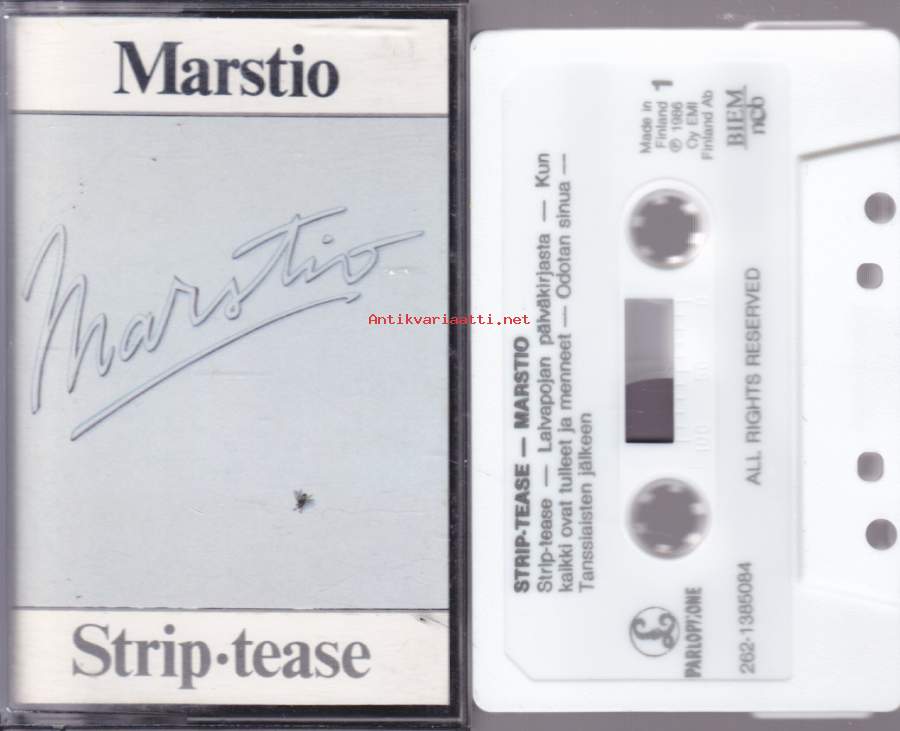 Marstio
Marstio
Strip·tease
Antikvariaatti.net
STRIP-TEASE — MARSTIO
Strip-tease — Laivapojan päiväkirjasta — Kun
kaikki ovat tulleet ja menneet — Odotan sinua —
Tanssiaisten jälkeen
Made in
Finland
℗ 1986
Oy EMI
Finland Ab
1
BIEM
ncb
ALL RIGHTS RESERVED
£
PARLOPHONE
262-1385084